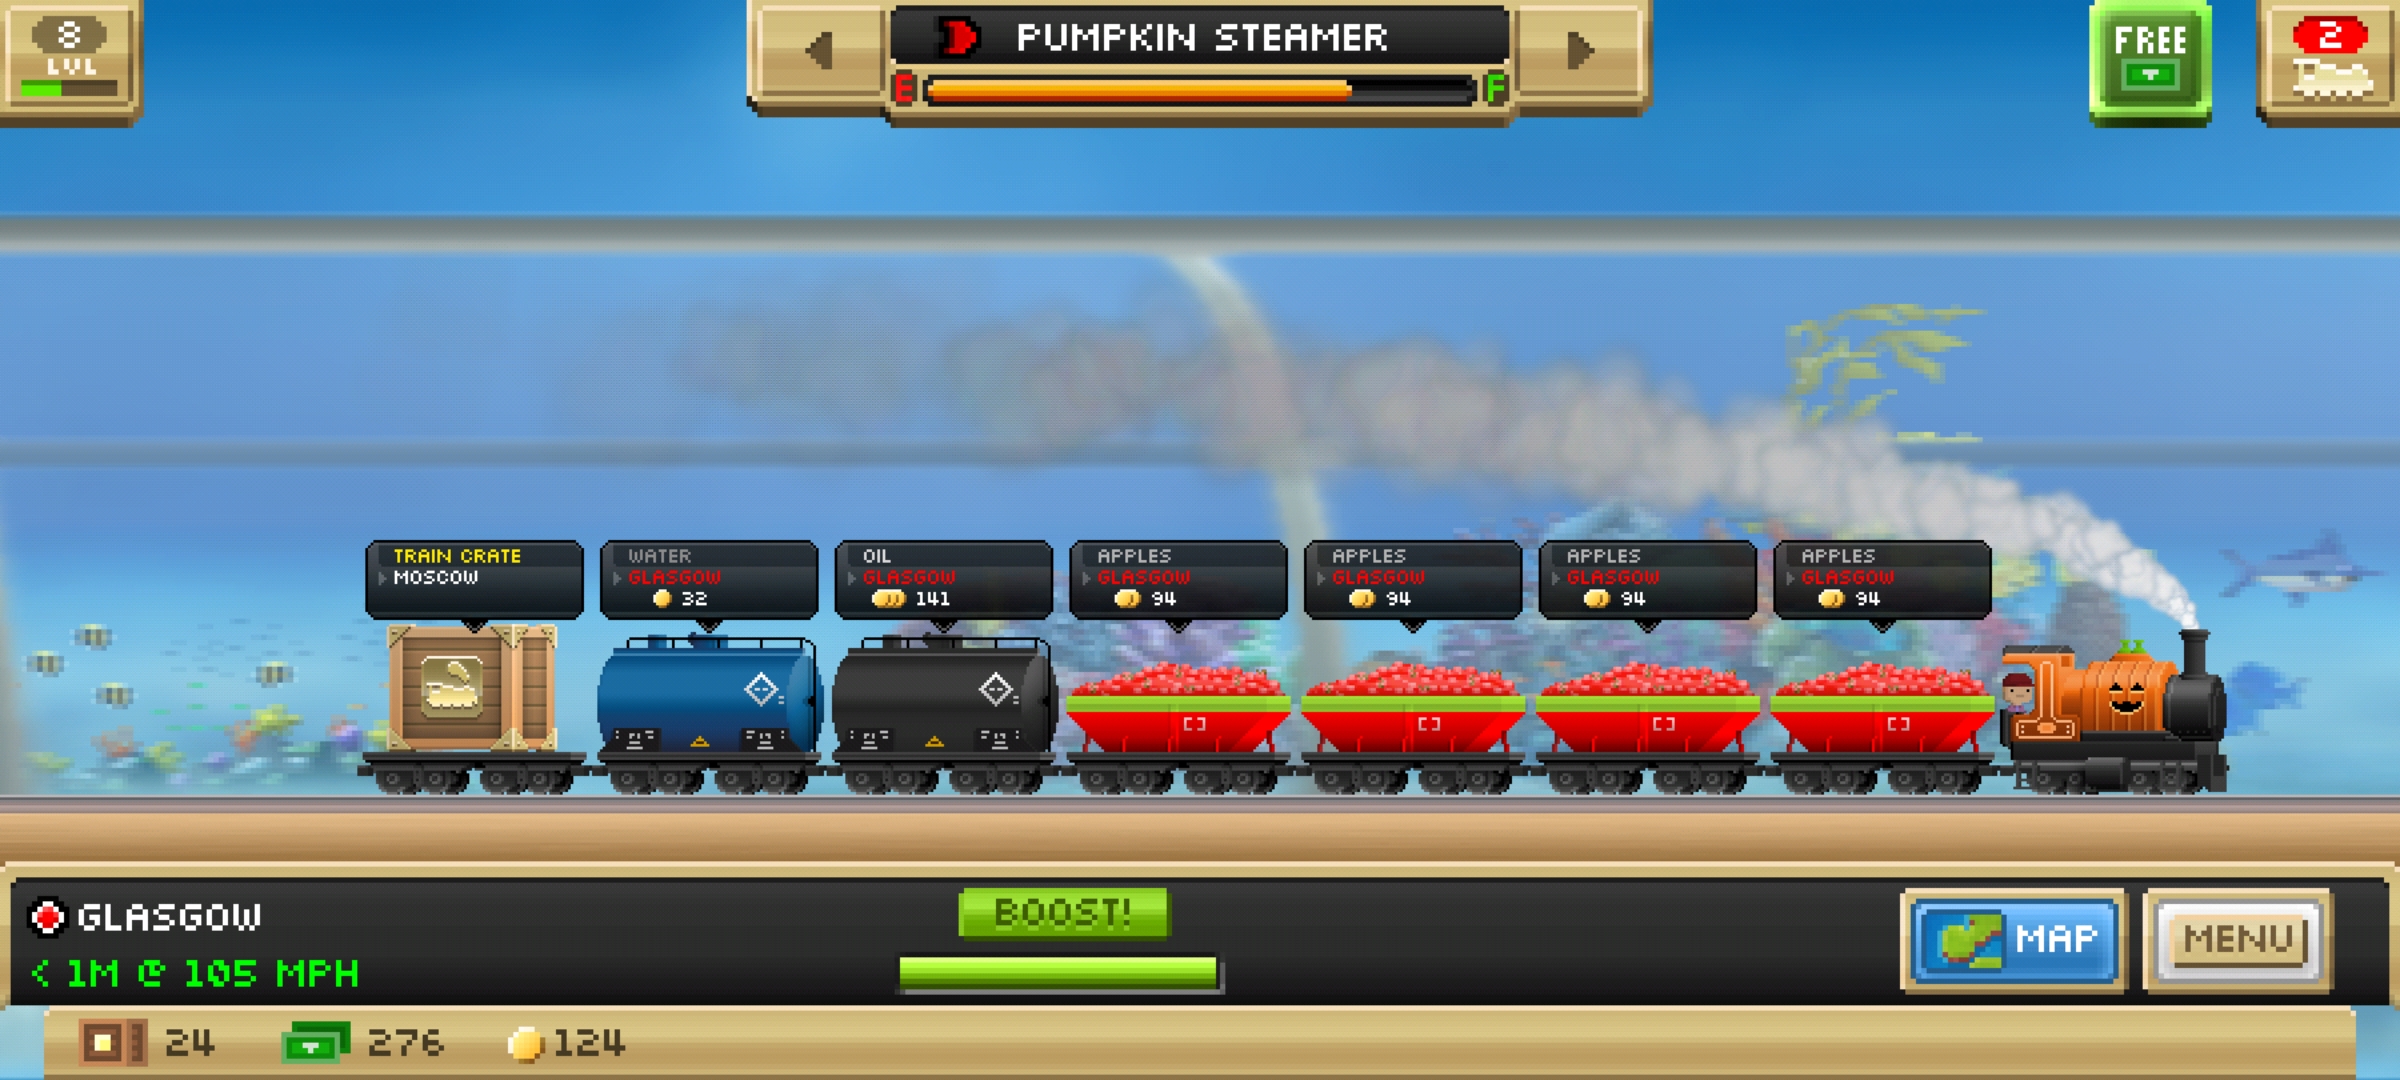 8
LVL
PUMPKIN STEAMER
E
F
FREE
2
TRAIN CRATE
MOSCOW
WATER
GLASGOW
32
OIL
GLASGOW
141
APPLES
GLASGOW
94
APPLES
GLASGOW
94
APPLES
GLASGOW
94
APPLES
GLASGOW
94
GLASGOW
< 1M @ 105 MPH
BOOST!
MAP
MENU
24
276
124